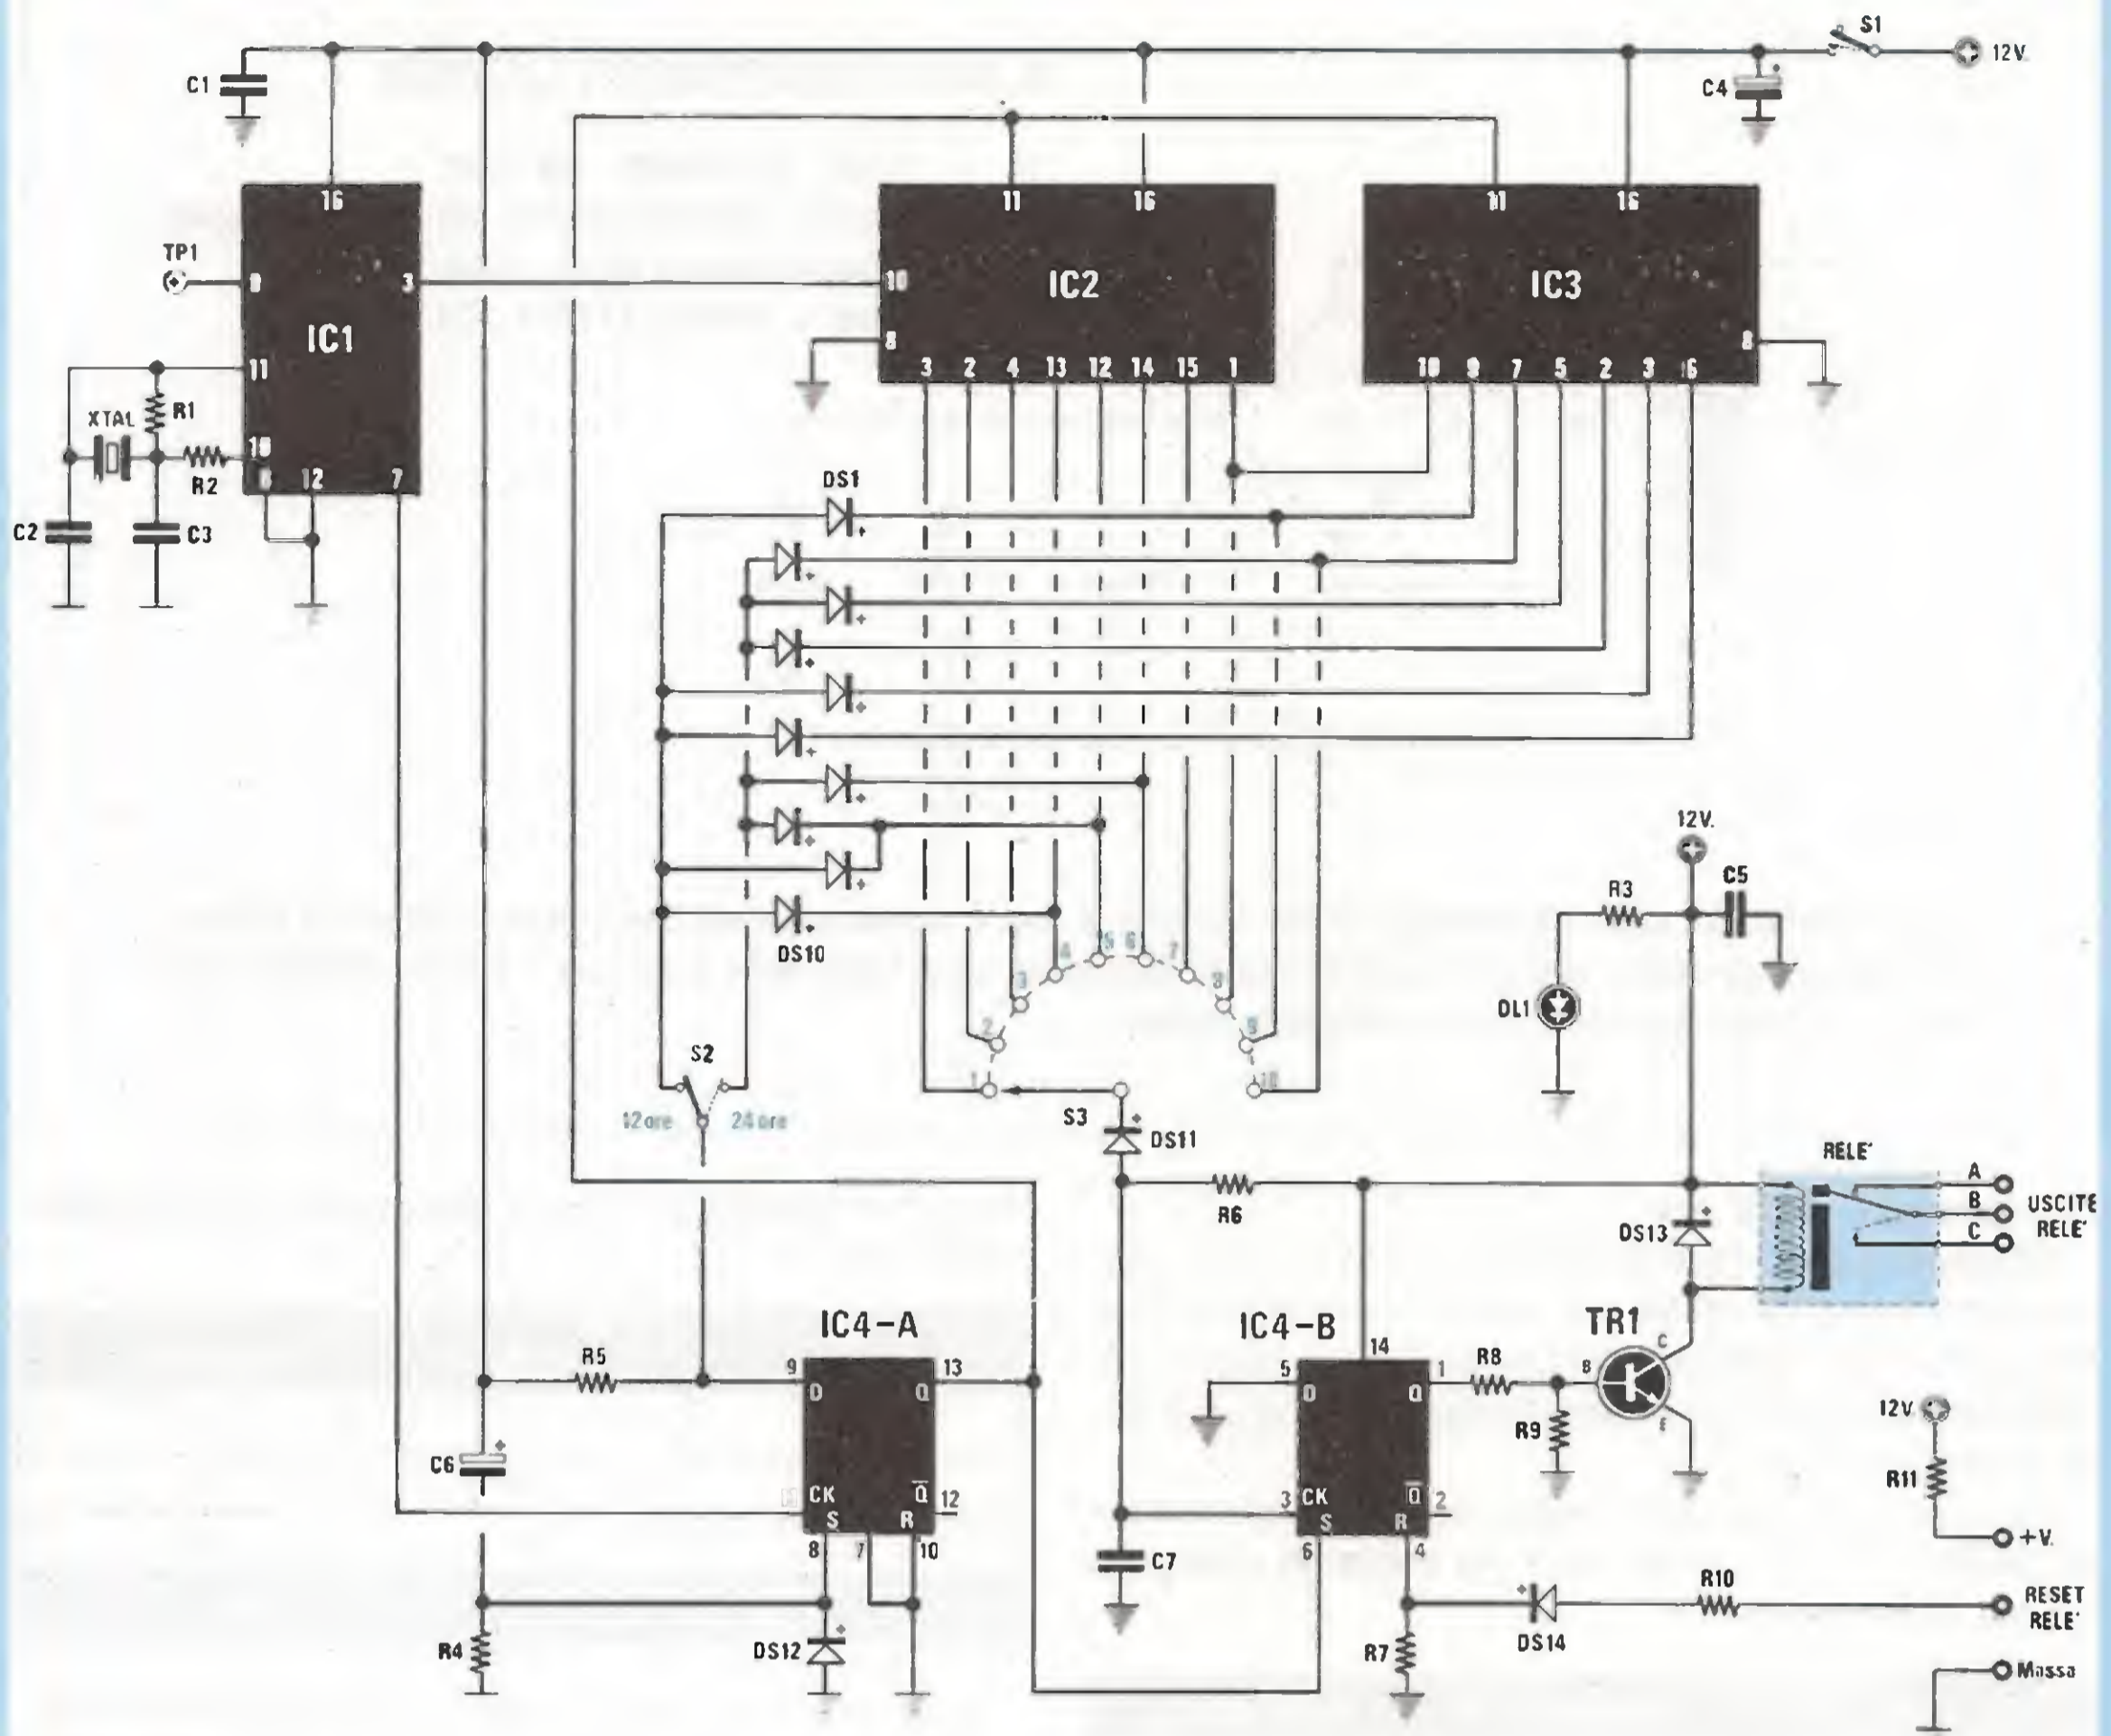 S1
12V.
C1
C4
16
11
16
11
16
TP1
9
3
10
IC2
IC3
IC1
8
8
11
3
2
4
13
12
14
15
1
10
9
7
5
2
3
6
XTAL
R1
10
R2
8
12
7
DS1
C2
C3
12V.
R3
C5
DS10
4
5
6
7
3
8
DL1
2
9
S2
1
10
12 ore
24 ore
S3
DS11
RELE'
A
B
C
USCITE
RELE'
R6
DS13
IC4-A
IC4-B
TR1
14
C
R5
9
13
5
1
R8
B
D
Q
D
Q
12V.
R9
E
C6
R11
CK
Q
12
3
CK
Q
2
S
R
S
R
8
7
10
6
4
C7
+V.
R10
RESET
RELE'
R4
DS12
R7
DS14
Massa